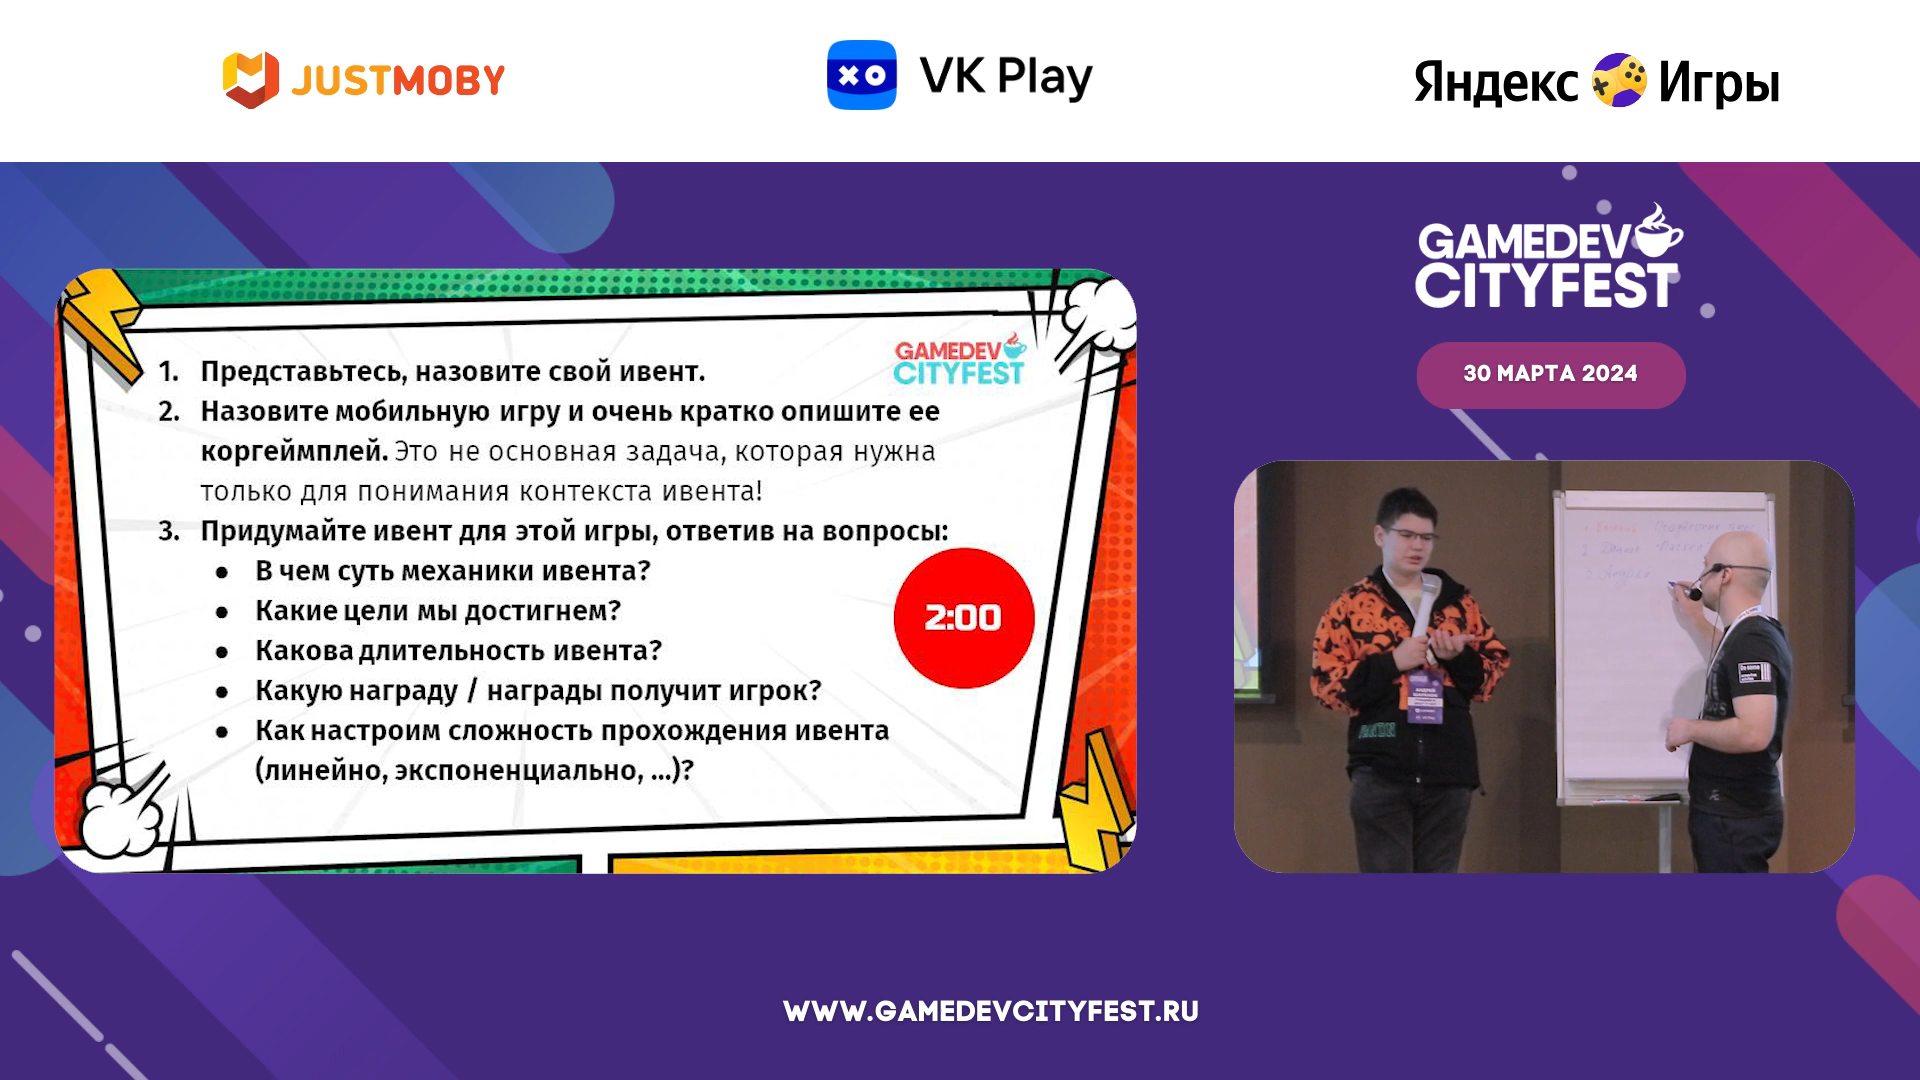 JUSTMOBY
VK Play
Яндекс Игры
GAMEDEV
CITYFEST
30 МАРТА 2024
GAMEDEV
CITYFEST
1. Представьтесь, назовите свой ивент.
2. Назовите мобильную игру и очень кратко опишите ее
коргеймплей. Это не основная задача, которая нужна
только для понимания контекста ивента!
3. Придумайте ивент для этой игры, ответив на вопросы:
● В чем суть механики ивента?
● Какие цели мы достигнем?
● Какова длительность ивента?
● Какую награду / награды получит игрок?
● Как настроим сложность прохождения ивента
(линейно, экспоненциально, ...)?
2:00
WWW.GAMEDEVCITYFEST.RU